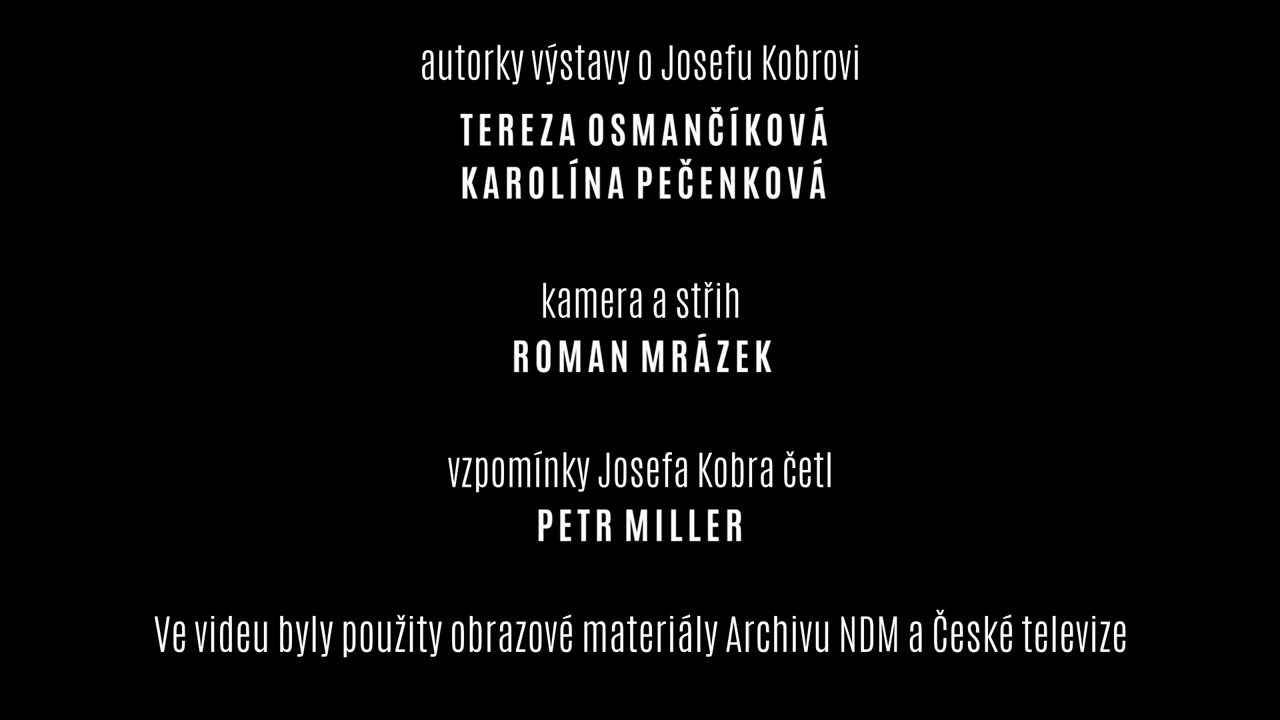 autorky výstavy o Josefu Kobrovi
TEREZA OSMANČÍKOVÁ
KAROLÍNA PEČENKOVÁ
kamera a střih
ROMAN MRÁZEK
vzpomínky Josefa Kobra četl
PETR MILLER
Ve videu byly použity obrazové materiály Archivu NDM a České televize